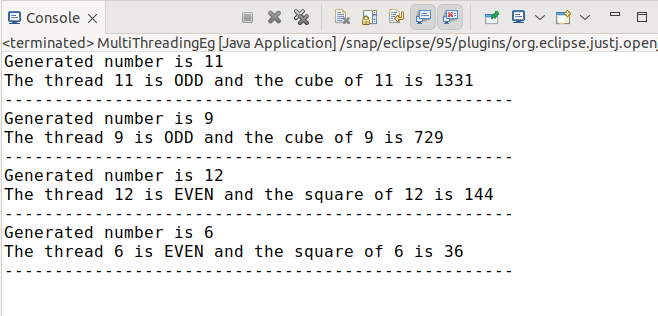 Console
<terminated> MultiThreadingEg [Java Application] /snap/eclipse/95/plugins/org.eclipse.justj.open
Generated number is 11
The thread 11 is ODD and the cube of 11 is 1331
---------------------------------------------------
Generated number is 9
The thread 9 is ODD and the cube of 9 is 729
---------------------------------------------------
Generated number is 12
The thread 12 is EVEN and the square of 12 is 144
---------------------------------------------------
Generated number is 6
The thread 6 is EVEN and the square of 6 is 36
---------------------------------------------------